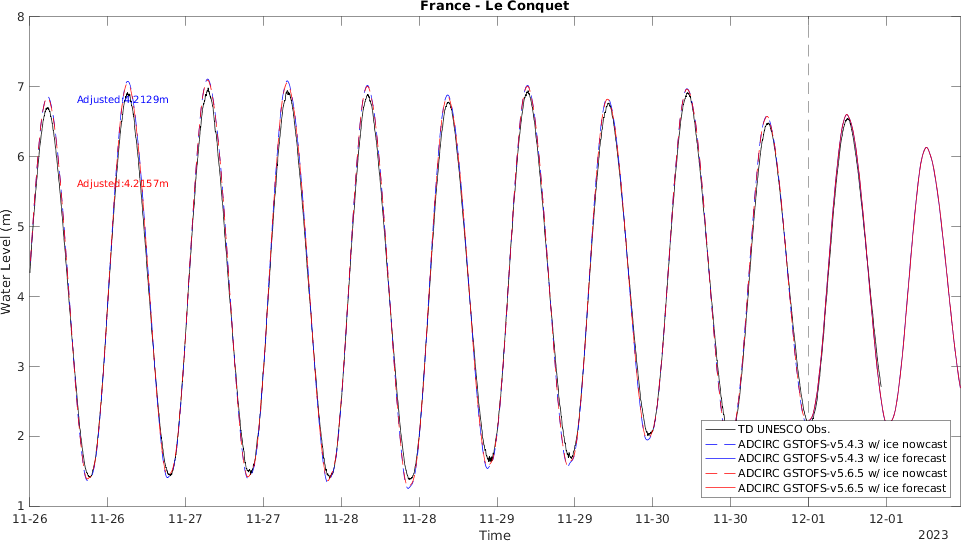 France - Le Conquet
8
7
6
5
4
3
2
1
Water Level (m)
Adjusted:4.2129m
Adjusted:4.2157m
TD UNESCO Obs.
ADCIRC GSTOFS-v5.4.3 w/ ice nowcast
ADCIRC GSTOFS-v5.4.3 w/ ice forecast
ADCIRC GSTOFS-v5.6.5 w/ ice nowcast
ADCIRC GSTOFS-v5.6.5 w/ ice forecast
11-26 11-26 11-27 11-27 11-28 11-28 11-29 11-29 11-30 11-30 12-01 12-01
Time
2023